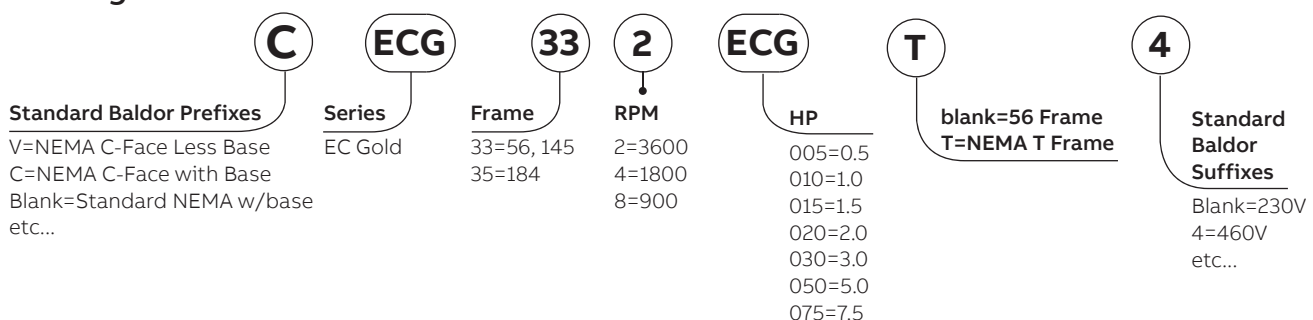 C ECG 33 2 ECG T 4
Standard Baldor Prefixes
V=NEMA C-Face Less Base
C=NEMA C-Face with Base
Blank=Standard NEMA w/base
etc...
Series
EC Gold
Frame
33=56, 145
35=184
RPM
2=3600
4=1800
8=900
HP
005=0.5
010=1.0
015=1.5
020=2.0
030=3.0
050=5.0
075=7.5
blank=56 Frame
T=NEMA T Frame
Standard
Baldor
Suffixes
Blank=230V
4=460V
etc...